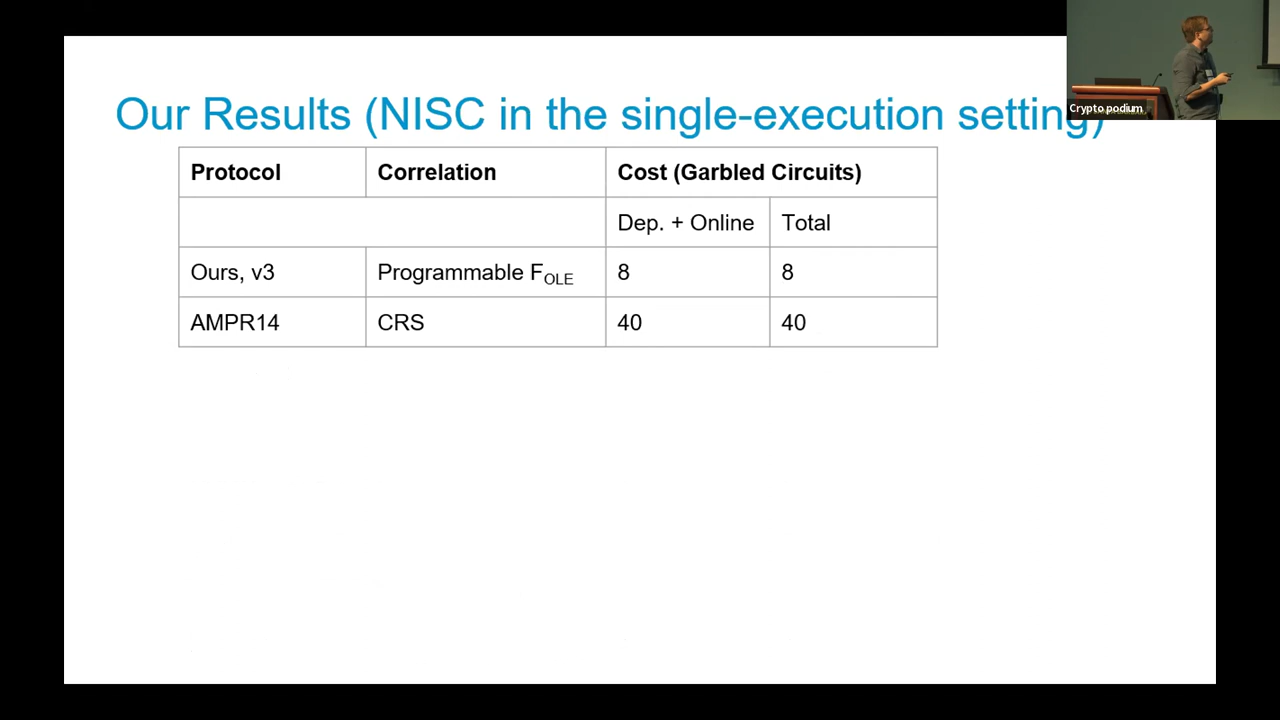 Crypto podium
Our Results (NISC in the single-execution setting)
Protocol Correlation Cost (Garbled Circuits)
Dep. + Online Total
Ours, v3 Programmable F_OLE 8 8
AMPR14 CRS 40 40